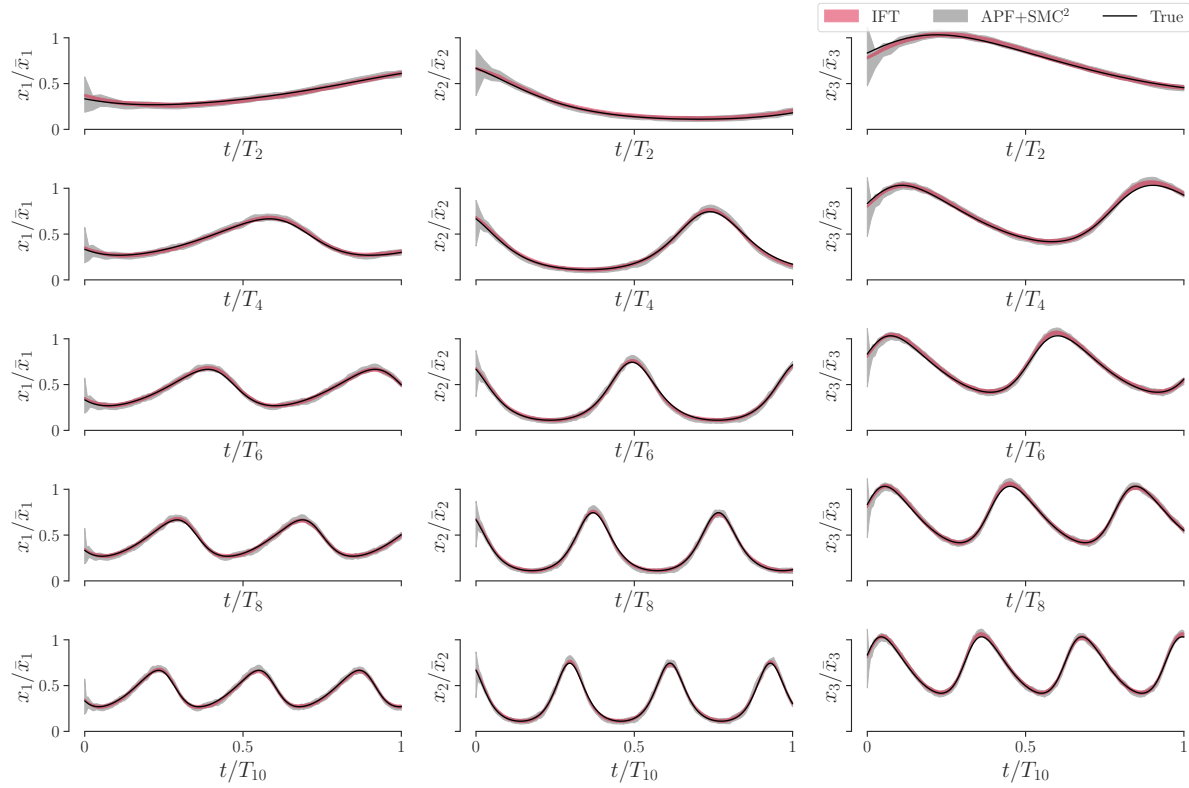 IFT APF+SMC² True
x₁/x̄₁ 1 0.5 0 t/T₂
x₂/x̄₂ t/T₂
x₃/x̄₃ t/T₂
x₁/x̄₁ 1 0.5 0 t/T₄
x₂/x̄₂ t/T₄
x₃/x̄₃ t/T₄
x₁/x̄₁ 1 0.5 0 t/T₆
x₂/x̄₂ t/T₆
x₃/x̄₃ t/T₆
x₁/x̄₁ 1 0.5 0 t/T₈
x₂/x̄₂ t/T₈
x₃/x̄₃ t/T₈
x₁/x̄₁ 1 0.5 0 0 0.5 1 t/T₁₀
x₂/x̄₂ 0 0.5 1 t/T₁₀
x₃/x̄₃ 0 0.5 1 t/T₁₀